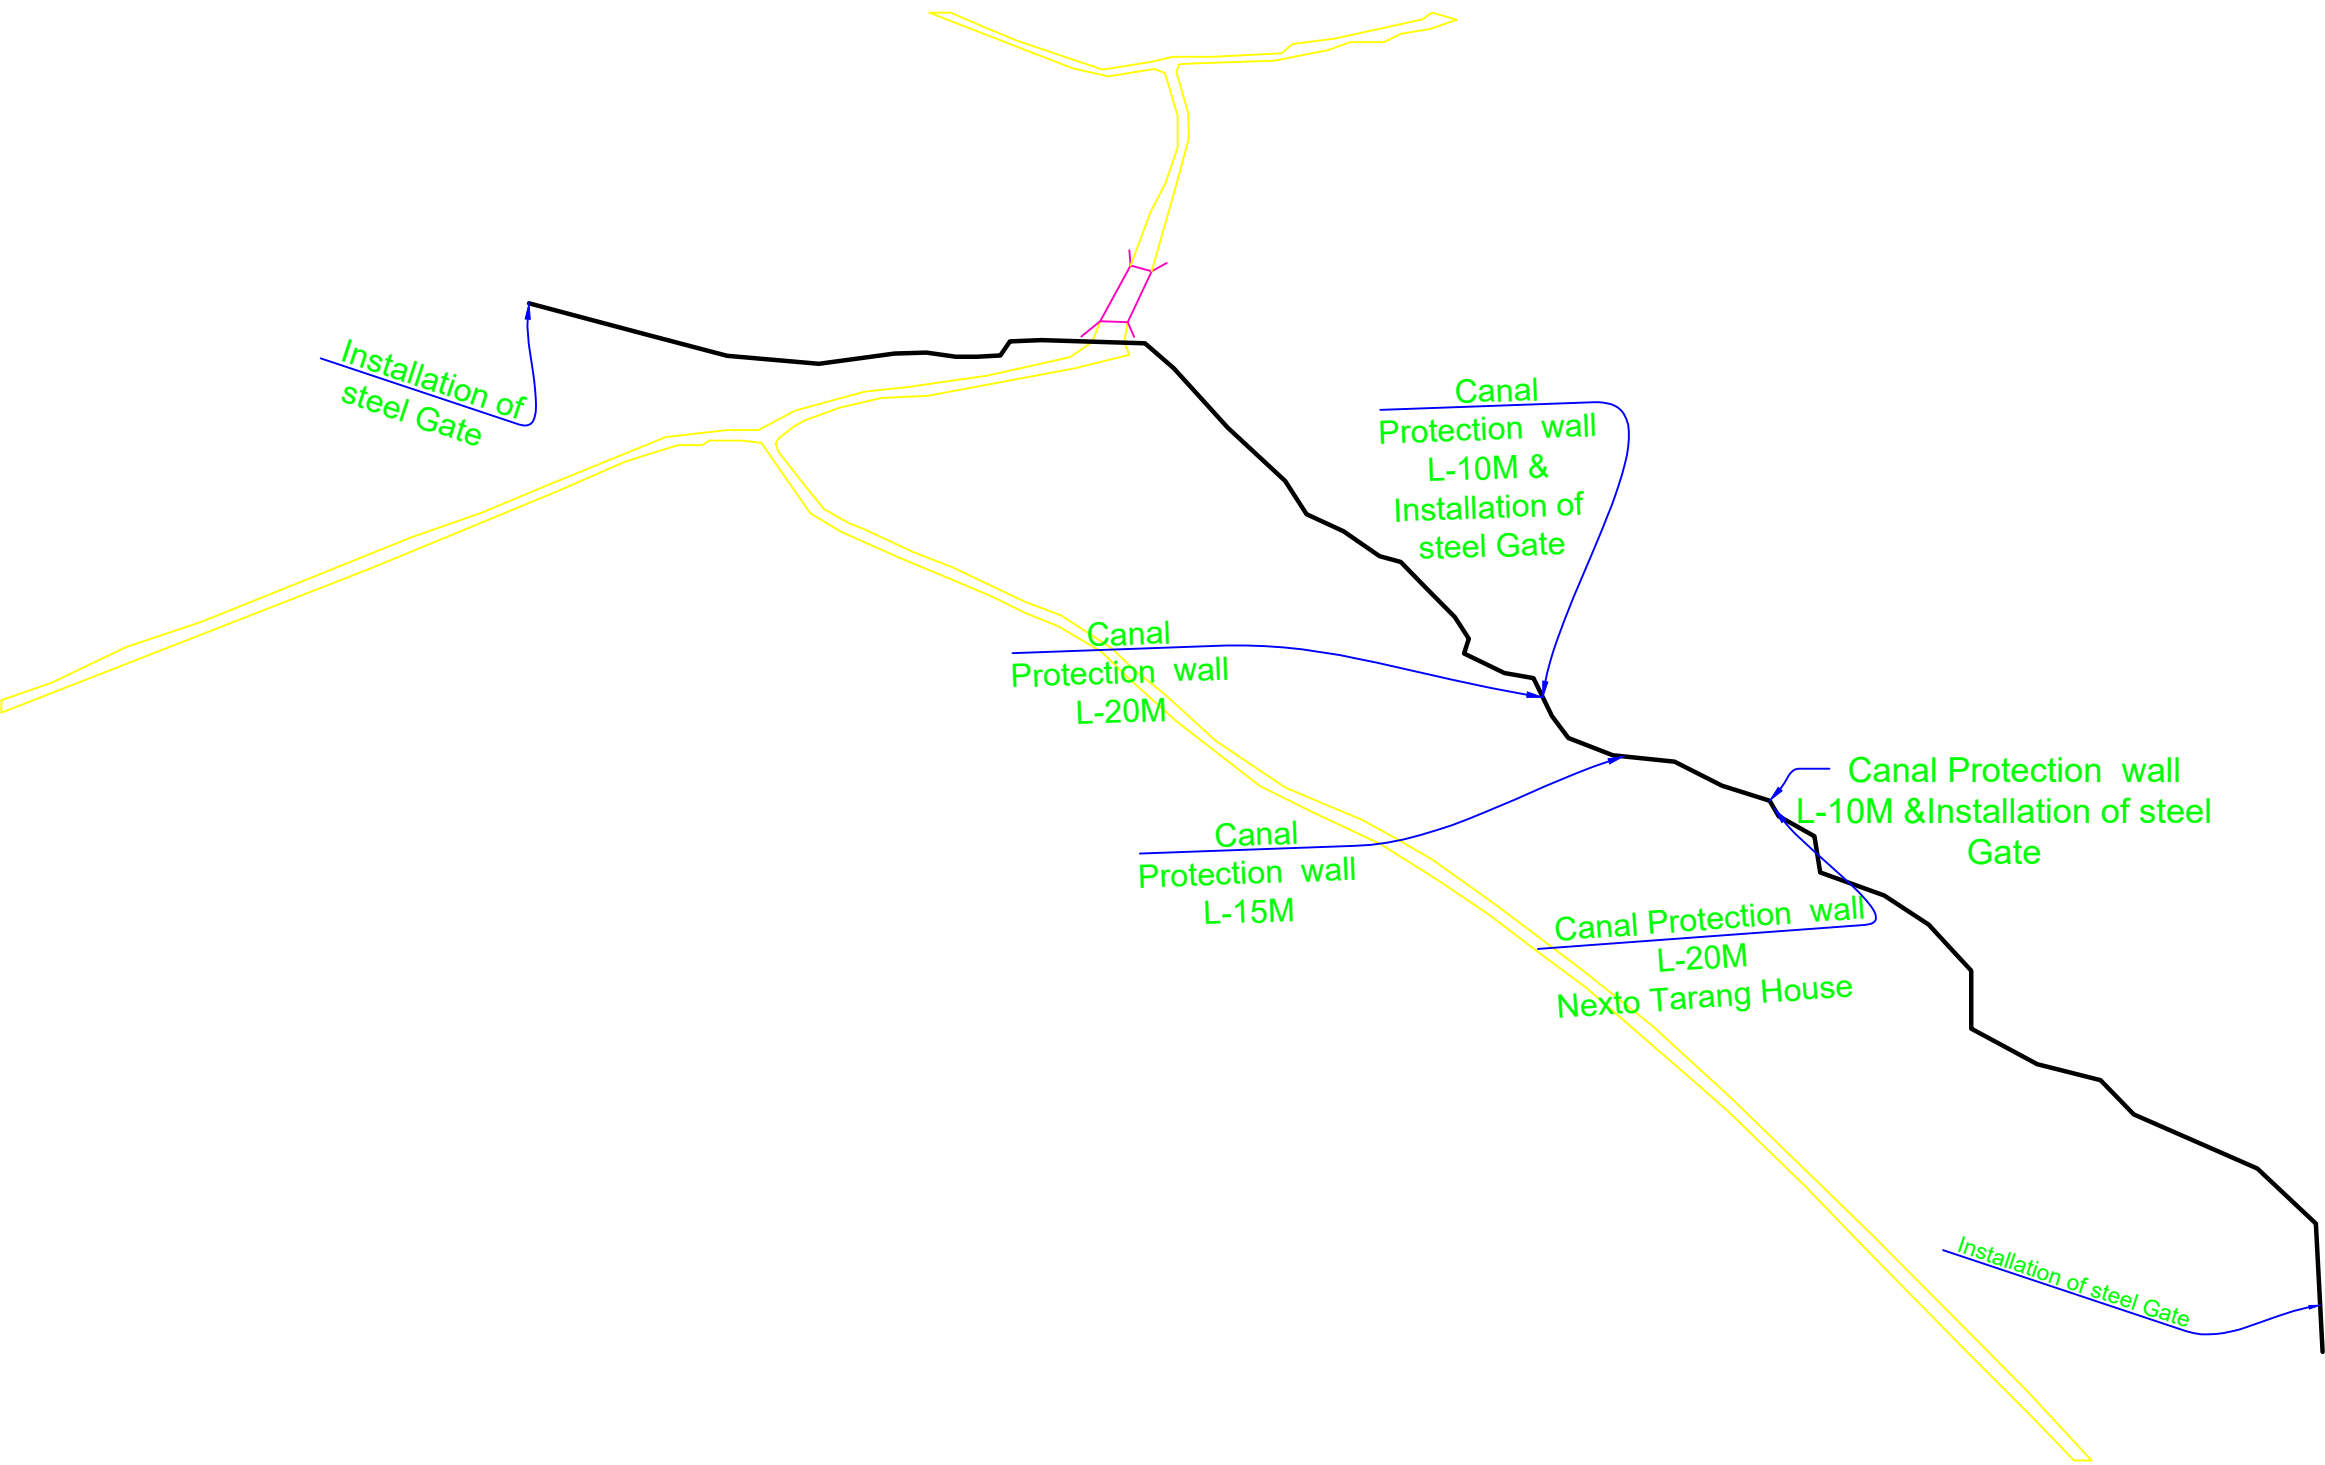 Installation of
steel Gate
Canal
Protection  wall
L-10M &
Installation of
steel Gate
Canal
Protection  wall
L-20M
Canal Protection  wall
L-10M &Installation of steel
Gate
Canal
Protection  wall
L-15M
Canal Protection  wall
L-20M
Nexto Tarang House
Installation of steel Gate